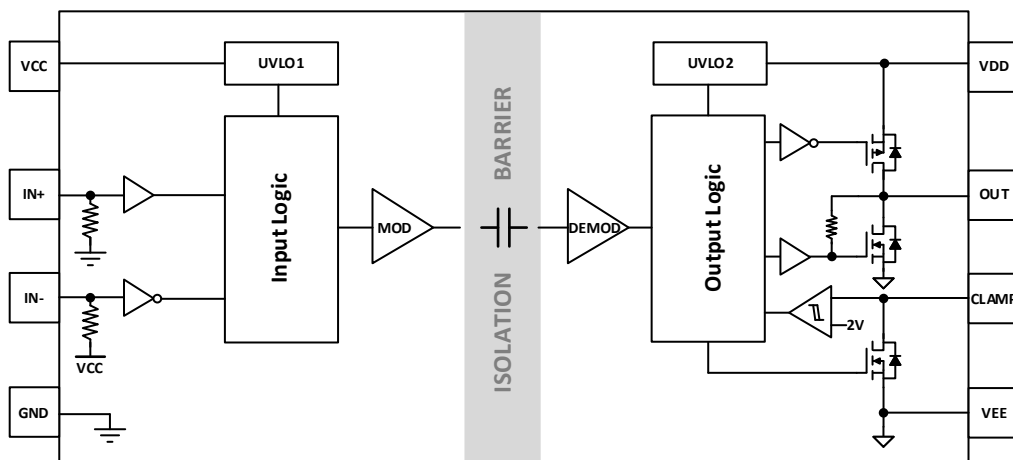 VCC
UVLO1
UVLO2
VDD
IN+
Input Logic
MOD
ISOLATION BARRIER
DEMOD
Output Logic
OUT
IN-
VCC
2V
CLAMP
GND
VEE